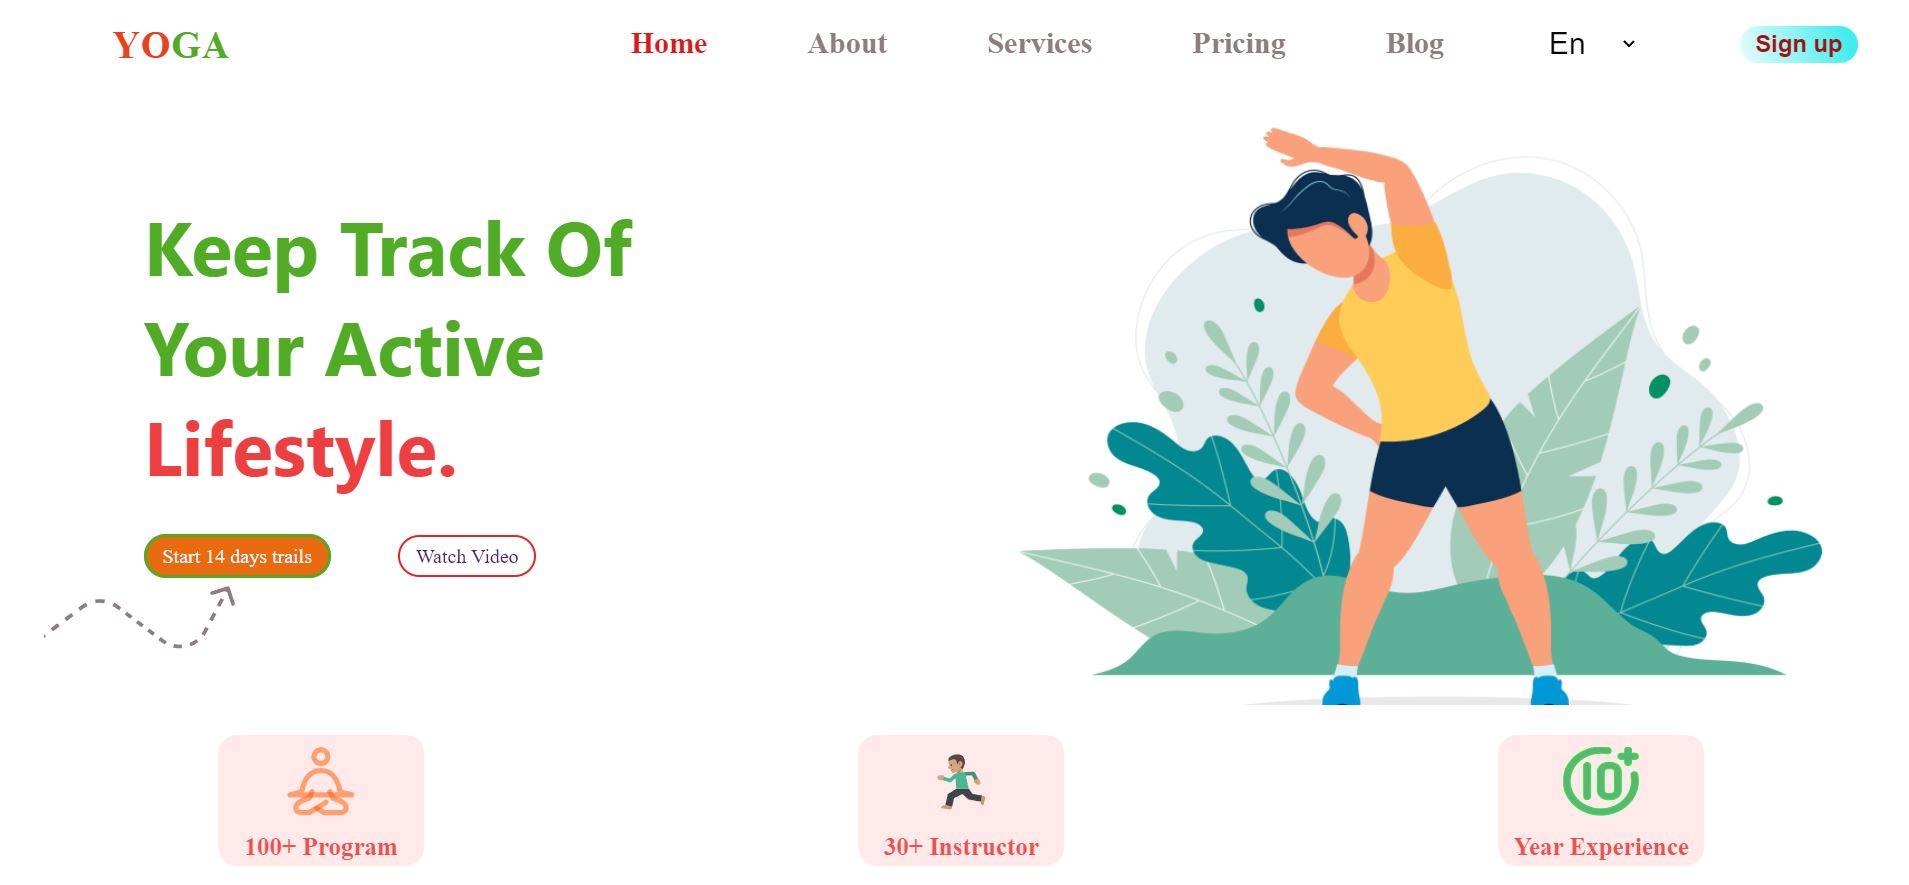 YOGA
Home
About
Services
Pricing
Blog
En
Sign up
Keep Track Of
Your Active
Lifestyle.
Start 14 days trails
Watch Video
100+ Program
30+ Instructor
10+
Year Experience